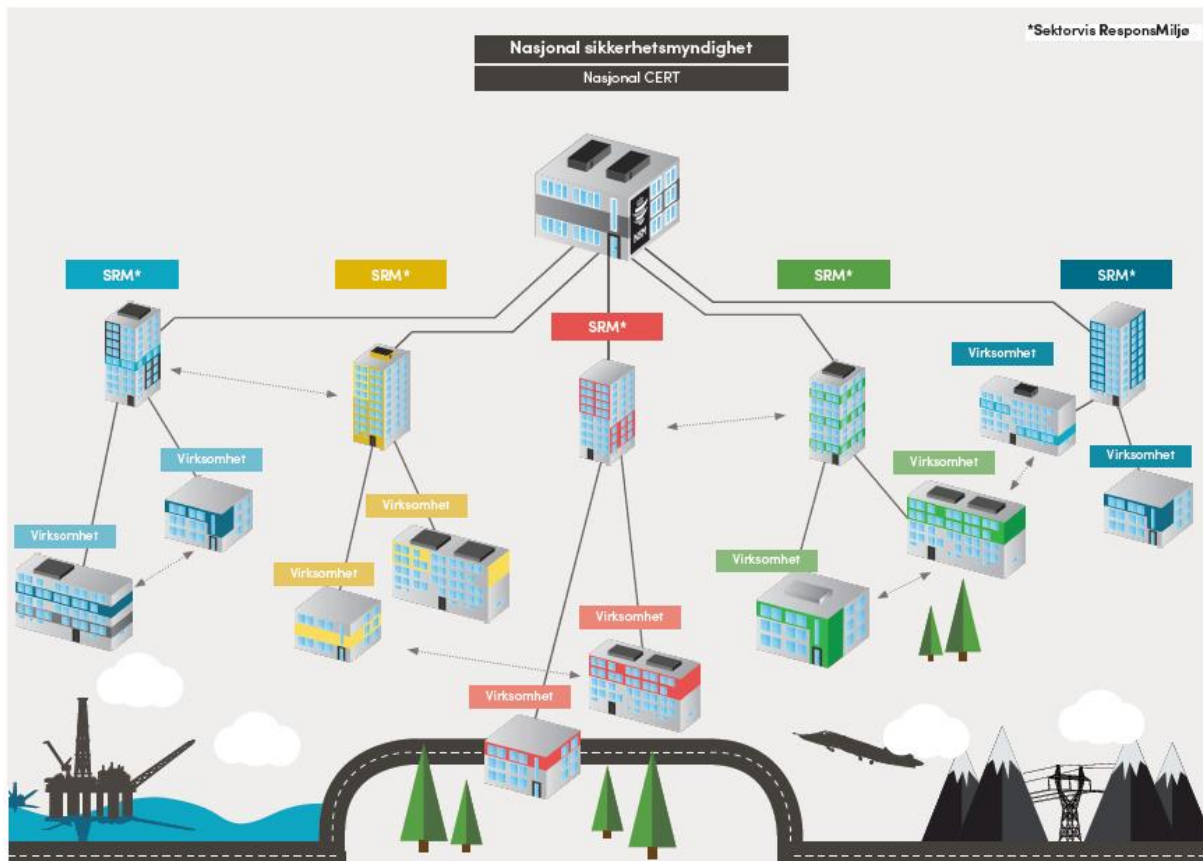 *Sektorvis ResponsMiljø
Nasjonal sikkerhetsmyndighet
Nasjonal CERT
NSM
SRM*
SRM*
SRM*
SRM*
SRM*
Virksomhet
Virksomhet
Virksomhet
Virksomhet
Virksomhet
Virksomhet
Virksomhet
Virksomhet
Virksomhet
Virksomhet